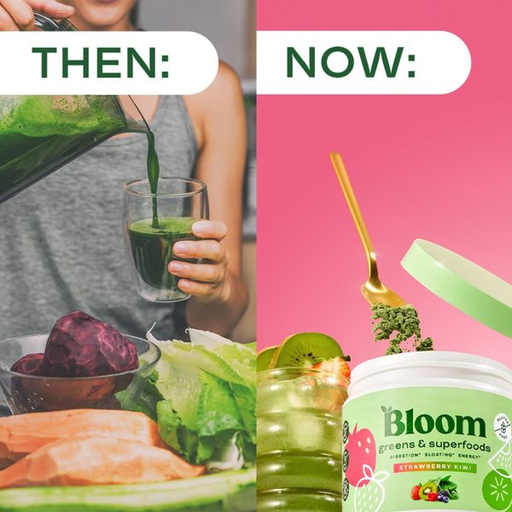 THEN:
NOW:
Bloom
greens & superfoods
DIGESTION* BLOATING* ENERGY*
STRAWBERRY KIWI